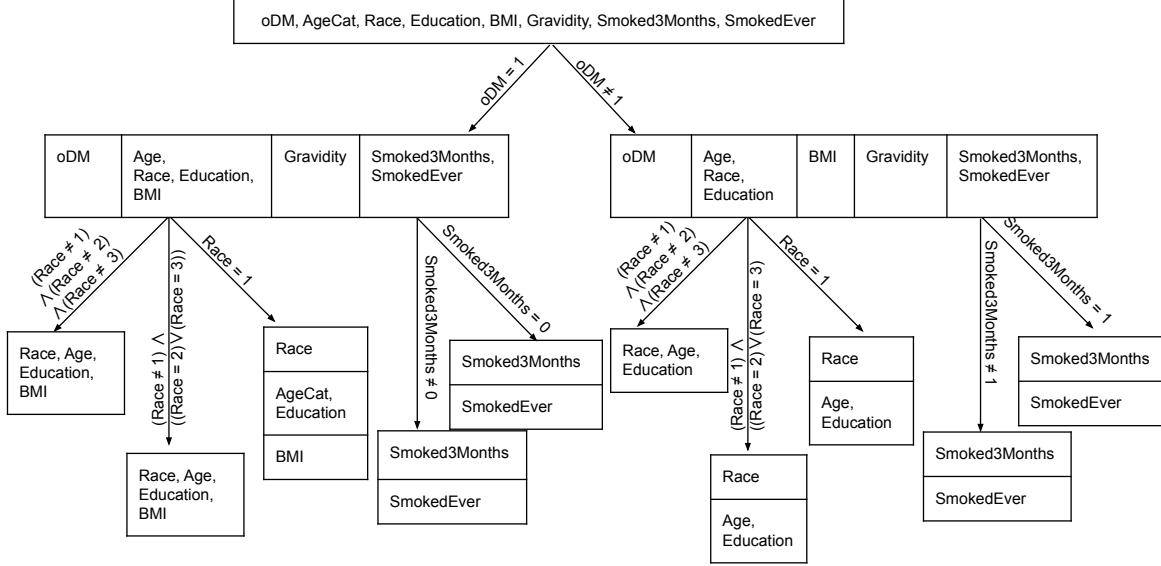 oDM, AgeCat, Race, Education, BMI, Gravidity, Smoked3Months, SmokedEver
oDM = 1
oDM ≠ 1
oDM
Age,
Race, Education,
BMI
Gravidity
Smoked3Months,
SmokedEver
oDM
Age,
Race,
Education
BMI
Gravidity
Smoked3Months,
SmokedEver
(Race ≠ 1)
∧(Race ≠ 2)
∧(Race ≠ 3)
(Race ≠ 1) ∧
((Race = 2)∨(Race = 3))
Race = 1
Smoked3Months ≠ 0
Smoked3Months = 0
(Race ≠ 1)
∧(Race ≠ 2)
∧(Race ≠ 3)
(Race ≠ 1) ∧
((Race = 2)∨(Race = 3)
Race = 1
Smoked3Months ≠ 1
Smoked3Months = 1
Race, Age,
Education,
BMI
Race, Age,
Education,
BMI
Race
AgeCat,
Education
BMI
Smoked3Months
SmokedEver
Smoked3Months
SmokedEver
Race, Age,
Education
Race
Age,
Education
Race
Age,
Education
Smoked3Months
SmokedEver
Smoked3Months
SmokedEver